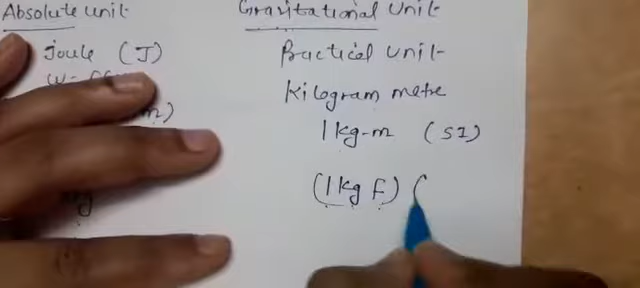 Absolute unit
Gravitational Unit
Joule (J)
Practical unit
Kilogram metre
1 kg-m (SI)
(1 kg F) (